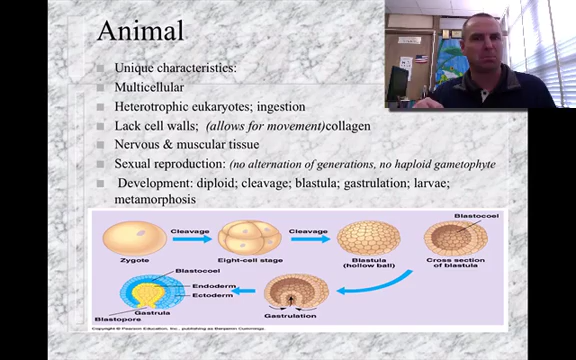 Animal
Unique characteristics:
Multicellular
Heterotrophic eukaryotes; ingestion
Lack cell walls; (allows for movement)collagen
Nervous & muscular tissue
Sexual reproduction: (no alternation of generations, no haploid gametophyte
Development: diploid; cleavage; blastula; gastrulation; larvae;
metamorphosis
Blastocoel
Cleavage
Cleavage
Zygote
Eight-cell stage
Blastula
(hollow ball)
Cross section
of blastula
Blastocoel
Endoderm
Ectoderm
Gastrula
Blastopore
Gastrulation
Copyright © Pearson Education, Inc. publishing as Benjamin Cummings.